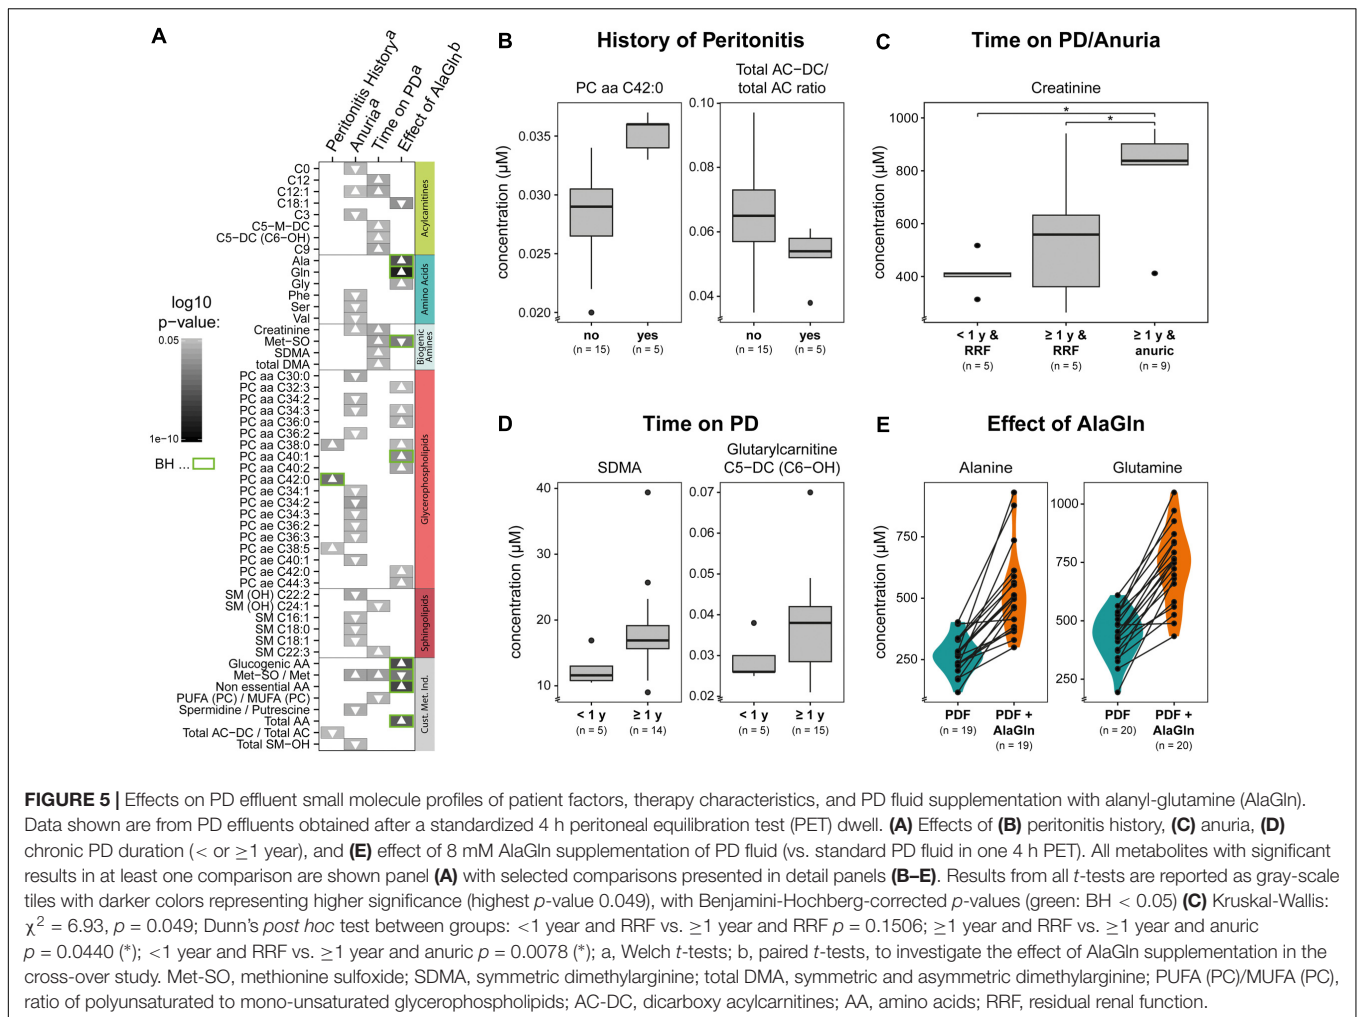 A
Peritonitis History a
Anuria a
Time on PD a
Effect of AlaGln b
C0
C12
C12:1
C18:1
C3
C5-M-DC
C5-DC (C6-OH)
C9
Acylcarnitines
Ala
Gln
Gly
Phe
Ser
Val
Amino Acids
Creatinine
Met-SO
SDMA
total DMA
Biogenic Amines
PC aa C30:0
PC aa C32:3
PC aa C34:2
PC aa C34:3
PC aa C36:0
PC aa C36:2
PC aa C38:0
PC aa C40:1
PC aa C40:2
PC aa C42:0
PC ae C34:1
PC ae C34:2
PC ae C34:3
PC ae C36:2
PC ae C36:3
PC ae C38:5
PC ae C40:1
PC ae C42:0
PC ae C44:3
Glycerophospholipids
SM (OH) C22:2
SM (OH) C24:1
SM C16:1
SM C18:0
SM C18:1
SM C22:3
Sphingolipids
Glucogenic AA
Met-SO / Met
Non essential AA
PUFA (PC) / MUFA (PC)
Spermidine / Putrescine
Total AA
Total AC-DC / Total AC
Total SM-OH
Cust. Met. Ind.
log10
p-value:
0.05
1e-10
BH ...
B
History of Peritonitis
PC aa C42:0
concentration (µM)
0.035
0.030
0.025
0.020
no
(n = 15)
yes
(n = 5)
Total AC-DC/
total AC ratio
0.10
0.08
0.06
0.04
no
(n = 15)
yes
(n = 5)
C
Time on PD/Anuria
Creatinine
concentration (µM)
1000
800
600
400
*
*
< 1 y &
RRF
(n = 5)
≥ 1 y &
RRF
(n = 5)
≥ 1 y &
anuric
(n = 9)
D
Time on PD
SDMA
concentration (µM)
40
30
20
10
< 1 y
(n = 5)
≥ 1 y
(n = 14)
Glutarylcarnitine
C5-DC (C6-OH)
0.07
0.06
0.05
0.04
0.03
0.02
< 1 y
(n = 5)
≥ 1 y
(n = 15)
E
Effect of AlaGln
Alanine
concentration (µM)
750
500
250
PDF
(n = 19)
PDF +
AlaGln
(n = 19)
Glutamine
1000
750
500
250
PDF
(n = 20)
PDF +
AlaGln
(n = 20)
FIGURE 5 | Effects on PD effluent small molecule profiles of patient factors, therapy characteristics, and PD fluid supplementation with alanyl-glutamine (AlaGln).
Data shown are from PD effluents obtained after a standardized 4 h peritoneal equilibration test (PET) dwell. (A) Effects of (B) peritonitis history, (C) anuria, (D)
chronic PD duration (< or ≥1 year), and (E) effect of 8 mM AlaGln supplementation of PD fluid (vs. standard PD fluid in one 4 h PET). All metabolites with significant
results in at least one comparison are shown panel (A) with selected comparisons presented in detail panels (B–E). Results from all t-tests are reported as gray-scale
tiles with darker colors representing higher significance (highest p-value 0.049), with Benjamini-Hochberg-corrected p-values (green: BH < 0.05) (C) Kruskal-Wallis:
χ² = 6.93, p = 0.049; Dunn's post hoc test between groups: <1 year and RRF vs. ≥1 year and RRF p = 0.1506; ≥1 year and RRF vs. ≥1 year and anuric
p = 0.0440 (*); <1 year and RRF vs. ≥1 year and anuric p = 0.0078 (*); a, Welch t-tests; b, paired t-tests, to investigate the effect of AlaGln supplementation in the
cross-over study. Met-SO, methionine sulfoxide; SDMA, symmetric dimethylarginine; total DMA, symmetric and asymmetric dimethylarginine; PUFA (PC)/MUFA (PC),
ratio of polyunsaturated to mono-unsaturated glycerophospholipids; AC-DC, dicarboxy acylcarnitines; AA, amino acids; RRF, residual renal function.